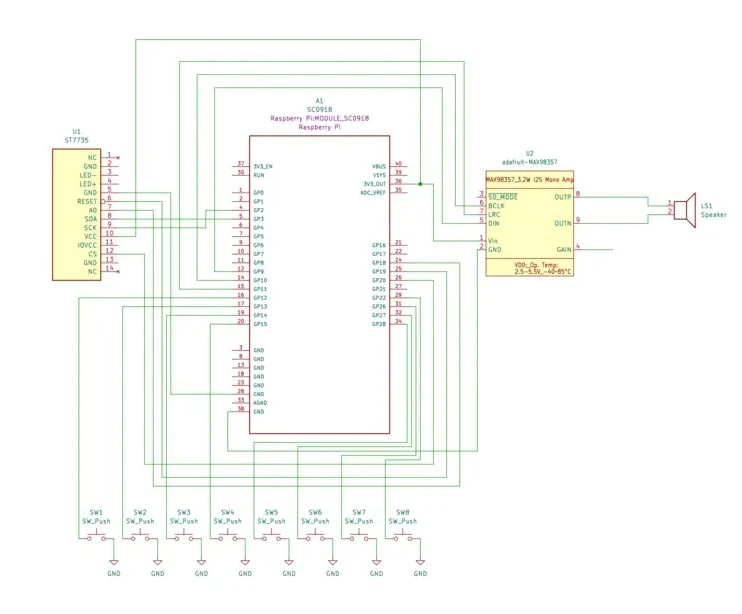 A1
SC0918
Raspberry Pi:MODULE_SC0918
Raspberry Pi
U1
ST7735
NC 1
GND 2
LED- 3
LED+ 4
GND 5
RESET 6
A0 7
SDA 8
SCK 9
VCC 10
IOVCC 11
CS 12
GND 13
NC 14
37 3V3_EN
30 RUN
1 GP0
2 GP1
4 GP2
5 GP3
6 GP4
7 GP5
9 GP6
10 GP7
11 GP8
12 GP9
14 GP10
15 GP11
16 GP12
17 GP13
19 GP14
20 GP15
3 GND
8 GND
13 GND
18 GND
23 GND
28 GND
33 AGND
38 GND
VBUS 40
VSYS 39
3V3_OUT 36
ADC_VREF 35
GP16 21
GP17 22
GP18 24
GP19 25
GP20 26
GP21 27
GP22 29
GP26 31
GP27 32
GP28 34
U2
adafruit-MAX98357
MAX98357_3.2W I2S Mono Amp
3 SD_MODE
6 BCLK
7 LRC
5 DIN
1 Vin
2 GND
OUTP 8
OUTN 9
GAIN 4
VDD:_Op. Temp:
2.5~5.5V_-40-85°C
1
2
LS1
Speaker
SW1 SW2 SW3 SW4 SW5 SW6 SW7 SW8
SW_Push SW_Push SW_Push SW_Push SW_Push SW_Push SW_Push SW_Push
GND GND GND GND GND GND GND GND